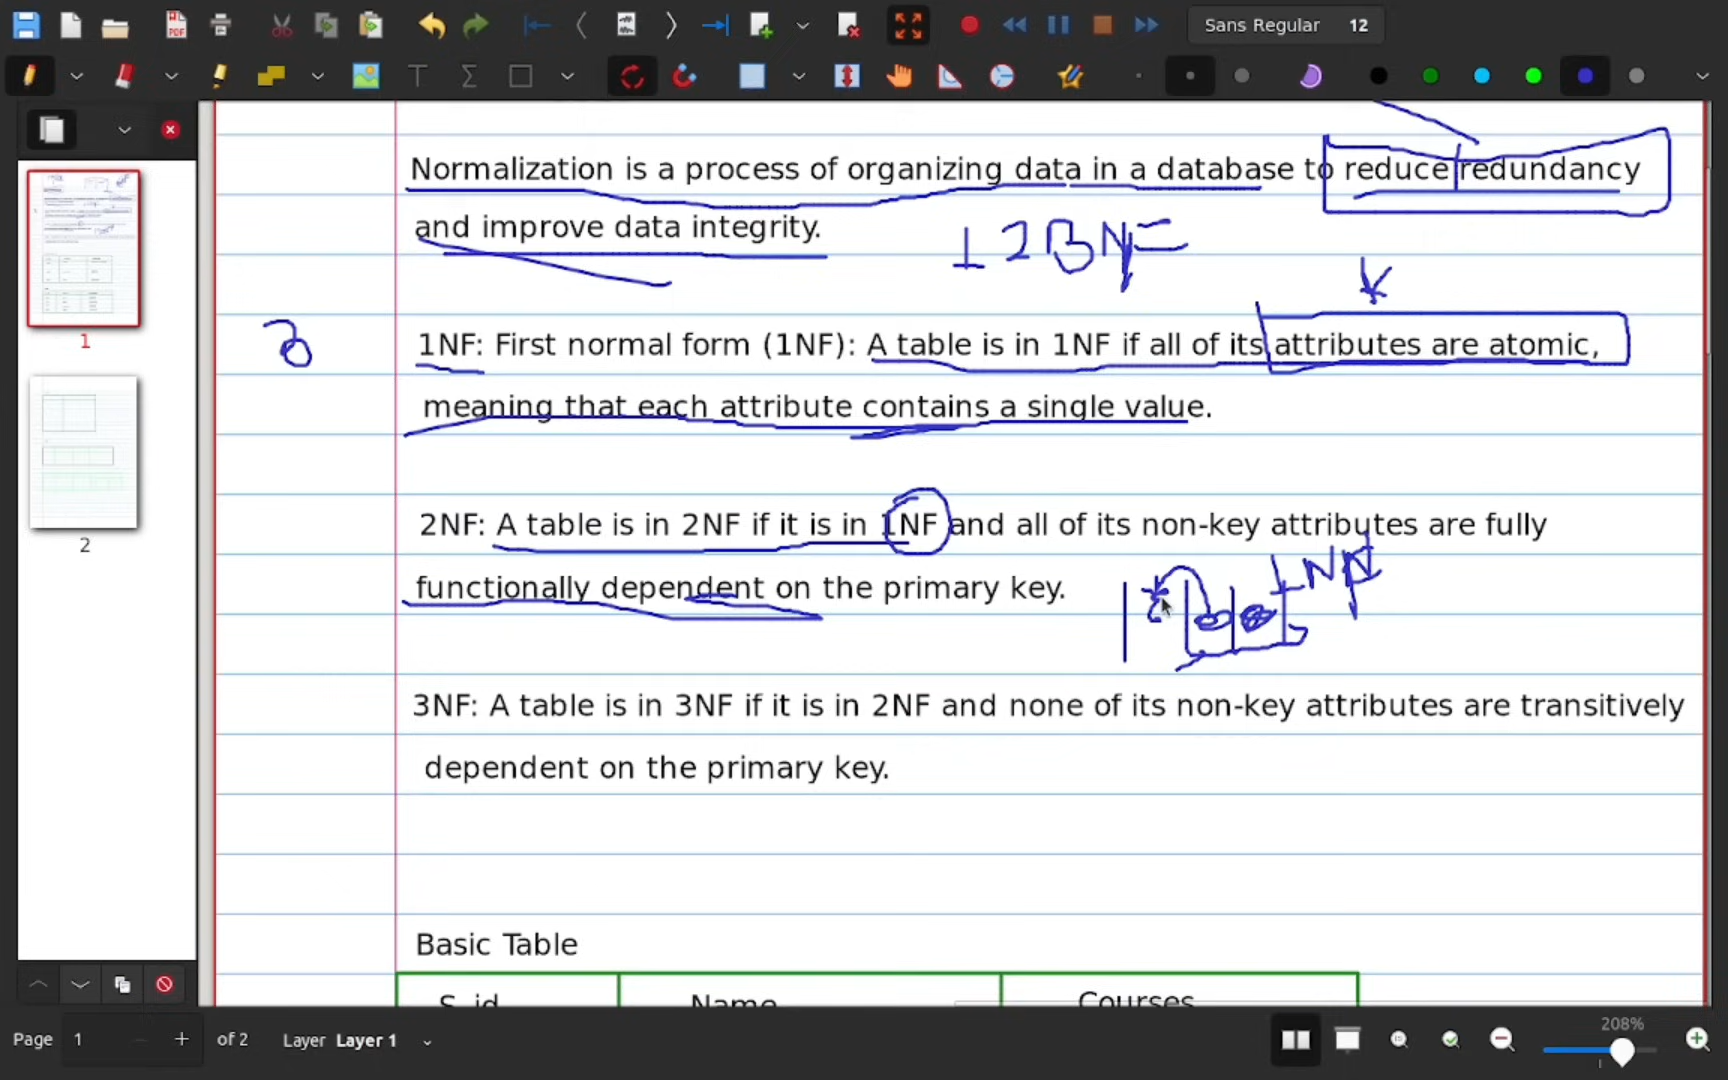 Sans Regular 12
Normalization is a process of organizing data in a database to reduce redundancy
and improve data integrity.
1 2 3 NF
1NF: First normal form (1NF): A table is in 1NF if all of its attributes are atomic,
meaning that each attribute contains a single value.
2NF: A table is in 2NF if it is in 1NF and all of its non-key attributes are fully
functionally dependent on the primary key.
3NF: A table is in 3NF if it is in 2NF and none of its non-key attributes are transitively
dependent on the primary key.
Basic Table
S_id Name Courses
1
2
Page 1 of 2 Layer Layer 1
208%